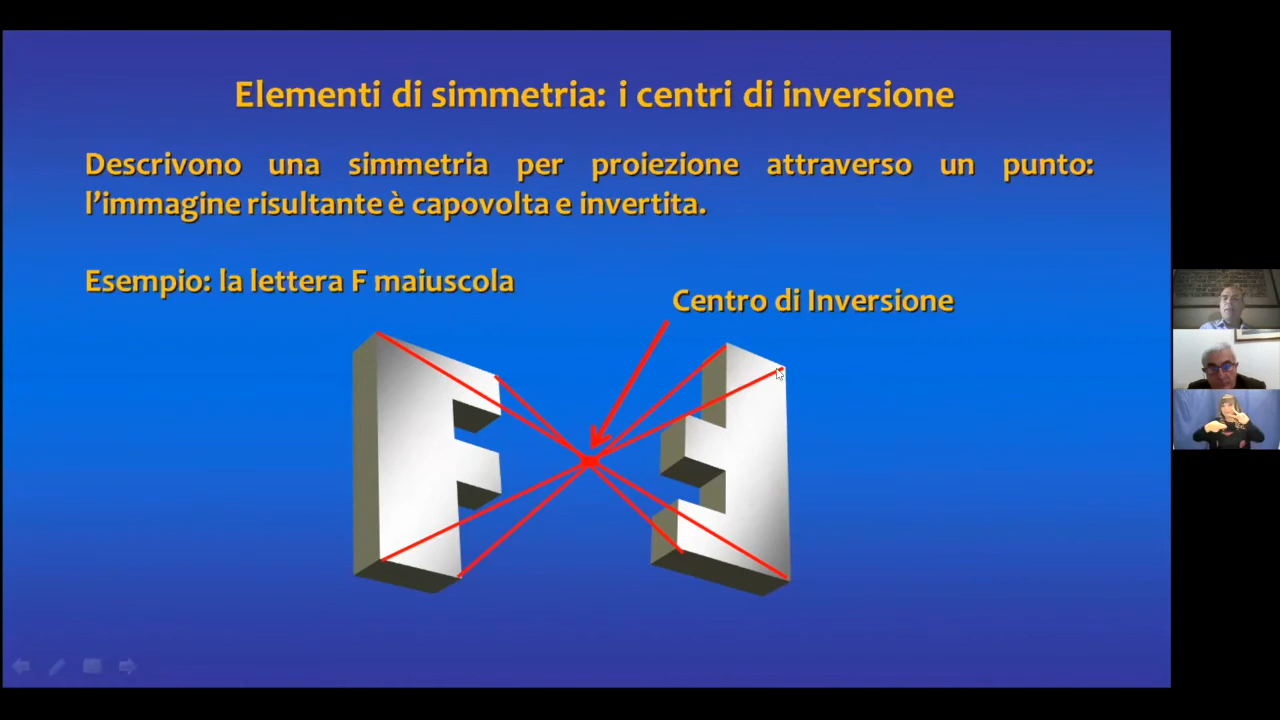 Elementi di simmetria: i centri di inversione
Descrivono una simmetria per proiezione attraverso un punto:
l’immagine risultante è capovolta e invertita.
Esempio: la lettera F maiuscola
Centro di Inversione